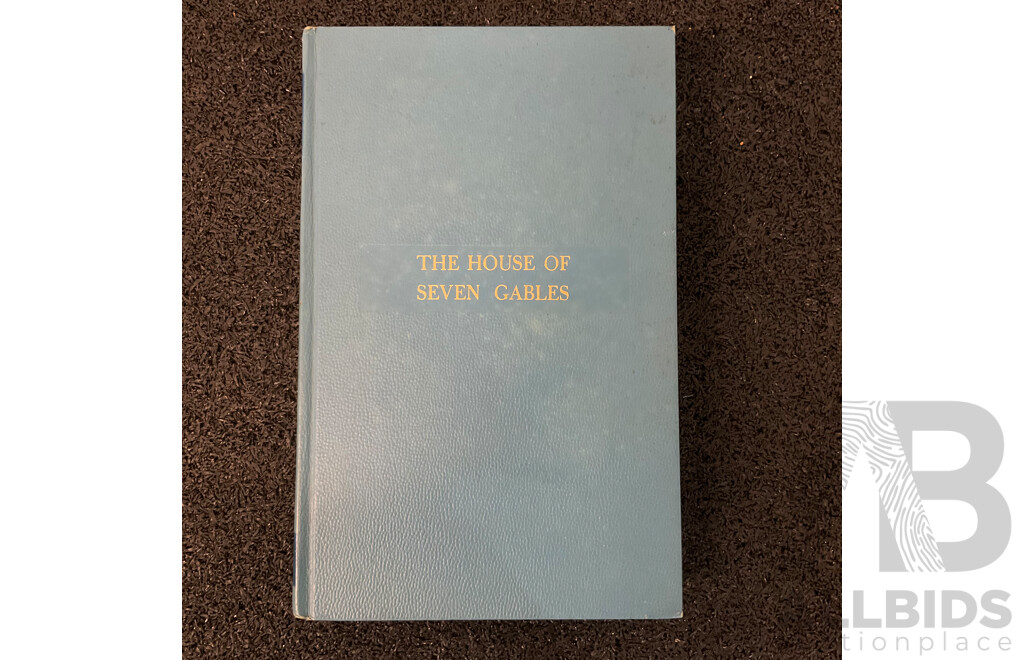 THE HOUSE OF
SEVEN GABLES
B
LLBIDS
tionplace